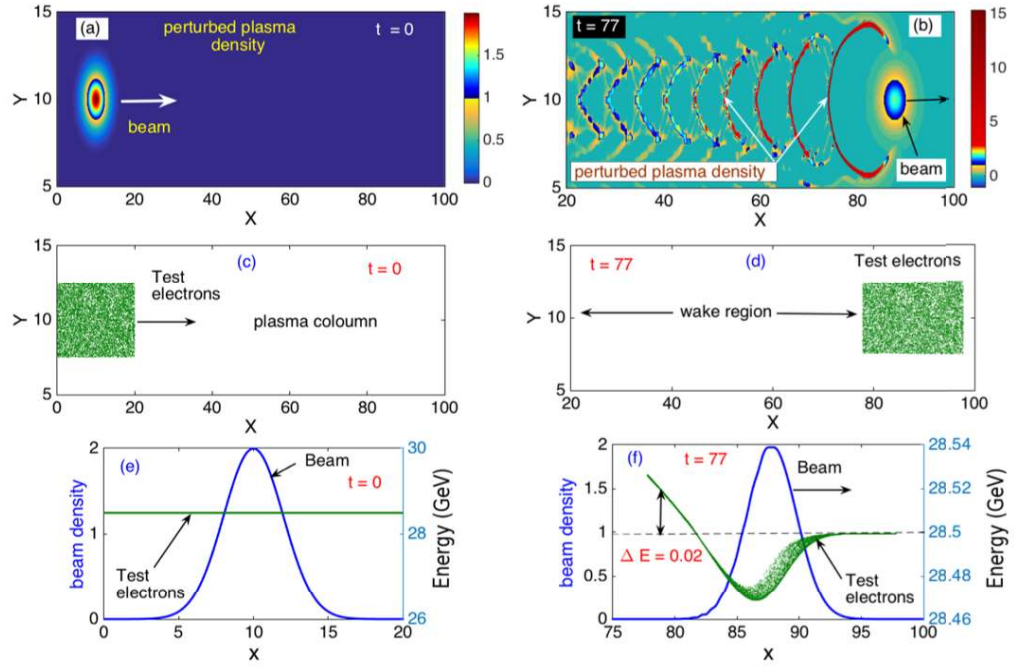 (a)
perturbed plasma
density
t = 0
beam
Y
15
10
5
0
20
40
60
80
100
X
1.5
1
0.5
0
t = 77
(b)
perturbed plasma density
beam
Y
15
10
5
20
40
60
80
100
X
15
10
5
0
(c)
t = 0
Test
electrons
plasma coloumn
Y
15
10
5
0
20
40
60
80
100
X
t = 77
(d)
Test electrons
wake region
Y
15
10
5
20
40
60
80
100
X
(e)
Beam
t = 0
Test
electrons
beam density
2
1
0
Energy (GeV)
30
28
26
0
5
10
15
20
x
(f)
t = 77
Beam
Δ E = 0.02
Test
electrons
beam density
2
1.5
1
0.5
0
Energy (GeV)
28.54
28.52
28.5
28.48
28.46
75
80
85
90
95
100
x